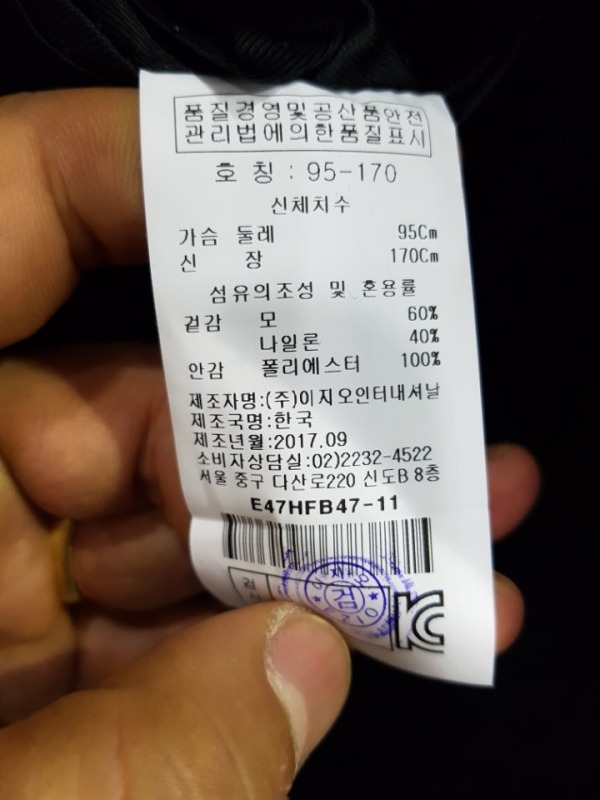 품질경영및공산품안전
관리법에의한품질표시
호 칭 : 95-170
신체치수
가슴 둘레 95Cm
신 장 170Cm
섬유의조성 및 혼용률
겉감 모 60%
나일론 40%
안감 폴리에스터 100%
제조자명:(주)이지오인터내셔날
제조국명:한국
제조년월:2017.09
소비자상담실:02)2232-4522
서울 중구 다산로220 신도B 8층
E47HFB47-11
검